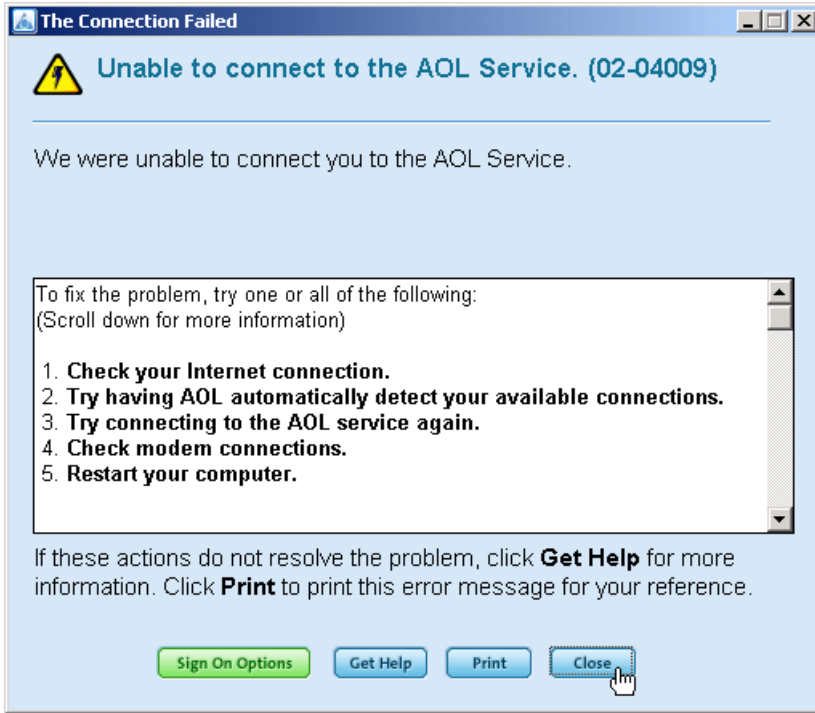 The Connection Failed
Unable to connect to the AOL Service. (02-04009)
We were unable to connect you to the AOL Service.
To fix the problem, try one or all of the following:
(Scroll down for more information)
1. Check your Internet connection.
2. Try having AOL automatically detect your available connections.
3. Try connecting to the AOL service again.
4. Check modem connections.
5. Restart your computer.
If these actions do not resolve the problem, click Get Help for more
information. Click Print to print this error message for your reference.
Sign On Options Get Help Print Close